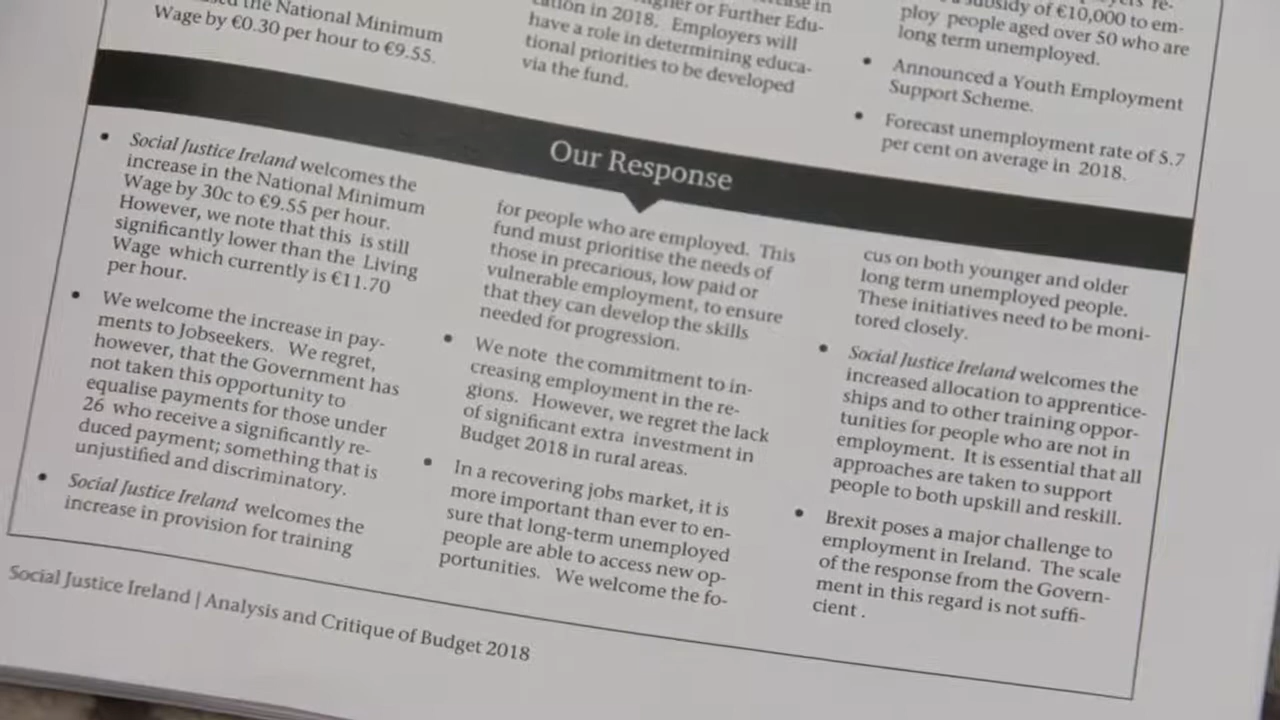 the National Minimum
Wage by €0.30 per hour to €9.55.
in
or Further Edu-
cation in 2018. Employers will
have a role in determining educa-
tional priorities to be developed
via the fund.
subsidy of €10,000 to em-
ploy people aged over 50 who are
long term unemployed.
• Announced a Youth Employment
Support Scheme.
• Forecast unemployment rate of 5.7
per cent on average in 2018.
Our Response
• Social Justice Ireland welcomes the
increase in the National Minimum
Wage by 30c to €9.55 per hour.
However, we note that this is still
significantly lower than the Living
Wage which currently is €11.70
per hour.
• We welcome the increase in pay-
ments to Jobseekers. We regret,
however, that the Government has
not taken this opportunity to
equalise payments for those under
26 who receive a significantly re-
duced payment; something that is
unjustified and discriminatory.
• Social Justice Ireland welcomes the
increase in provision for training
for people who are employed. This
fund must prioritise the needs of
those in precarious, low paid or
vulnerable employment, to ensure
that they can develop the skills
needed for progression.
• We note the commitment to in-
creasing employment in the re-
gions. However, we regret the lack
of significant extra investment in
Budget 2018 in rural areas.
• In a recovering jobs market, it is
more important than ever to en-
sure that long-term unemployed
people are able to access new op-
portunities. We welcome the fo-
cus on both younger and older
long term unemployed people.
These initiatives need to be moni-
tored closely.
• Social Justice Ireland welcomes the
increased allocation to apprentice-
ships and to other training oppor-
tunities for people who are not in
employment. It is essential that all
approaches are taken to support
people to both upskill and reskill.
• Brexit poses a major challenge to
employment in Ireland. The scale
of the response from the Govern-
ment in this regard is not suffi-
cient .
Social Justice Ireland | Analysis and Critique of Budget 2018